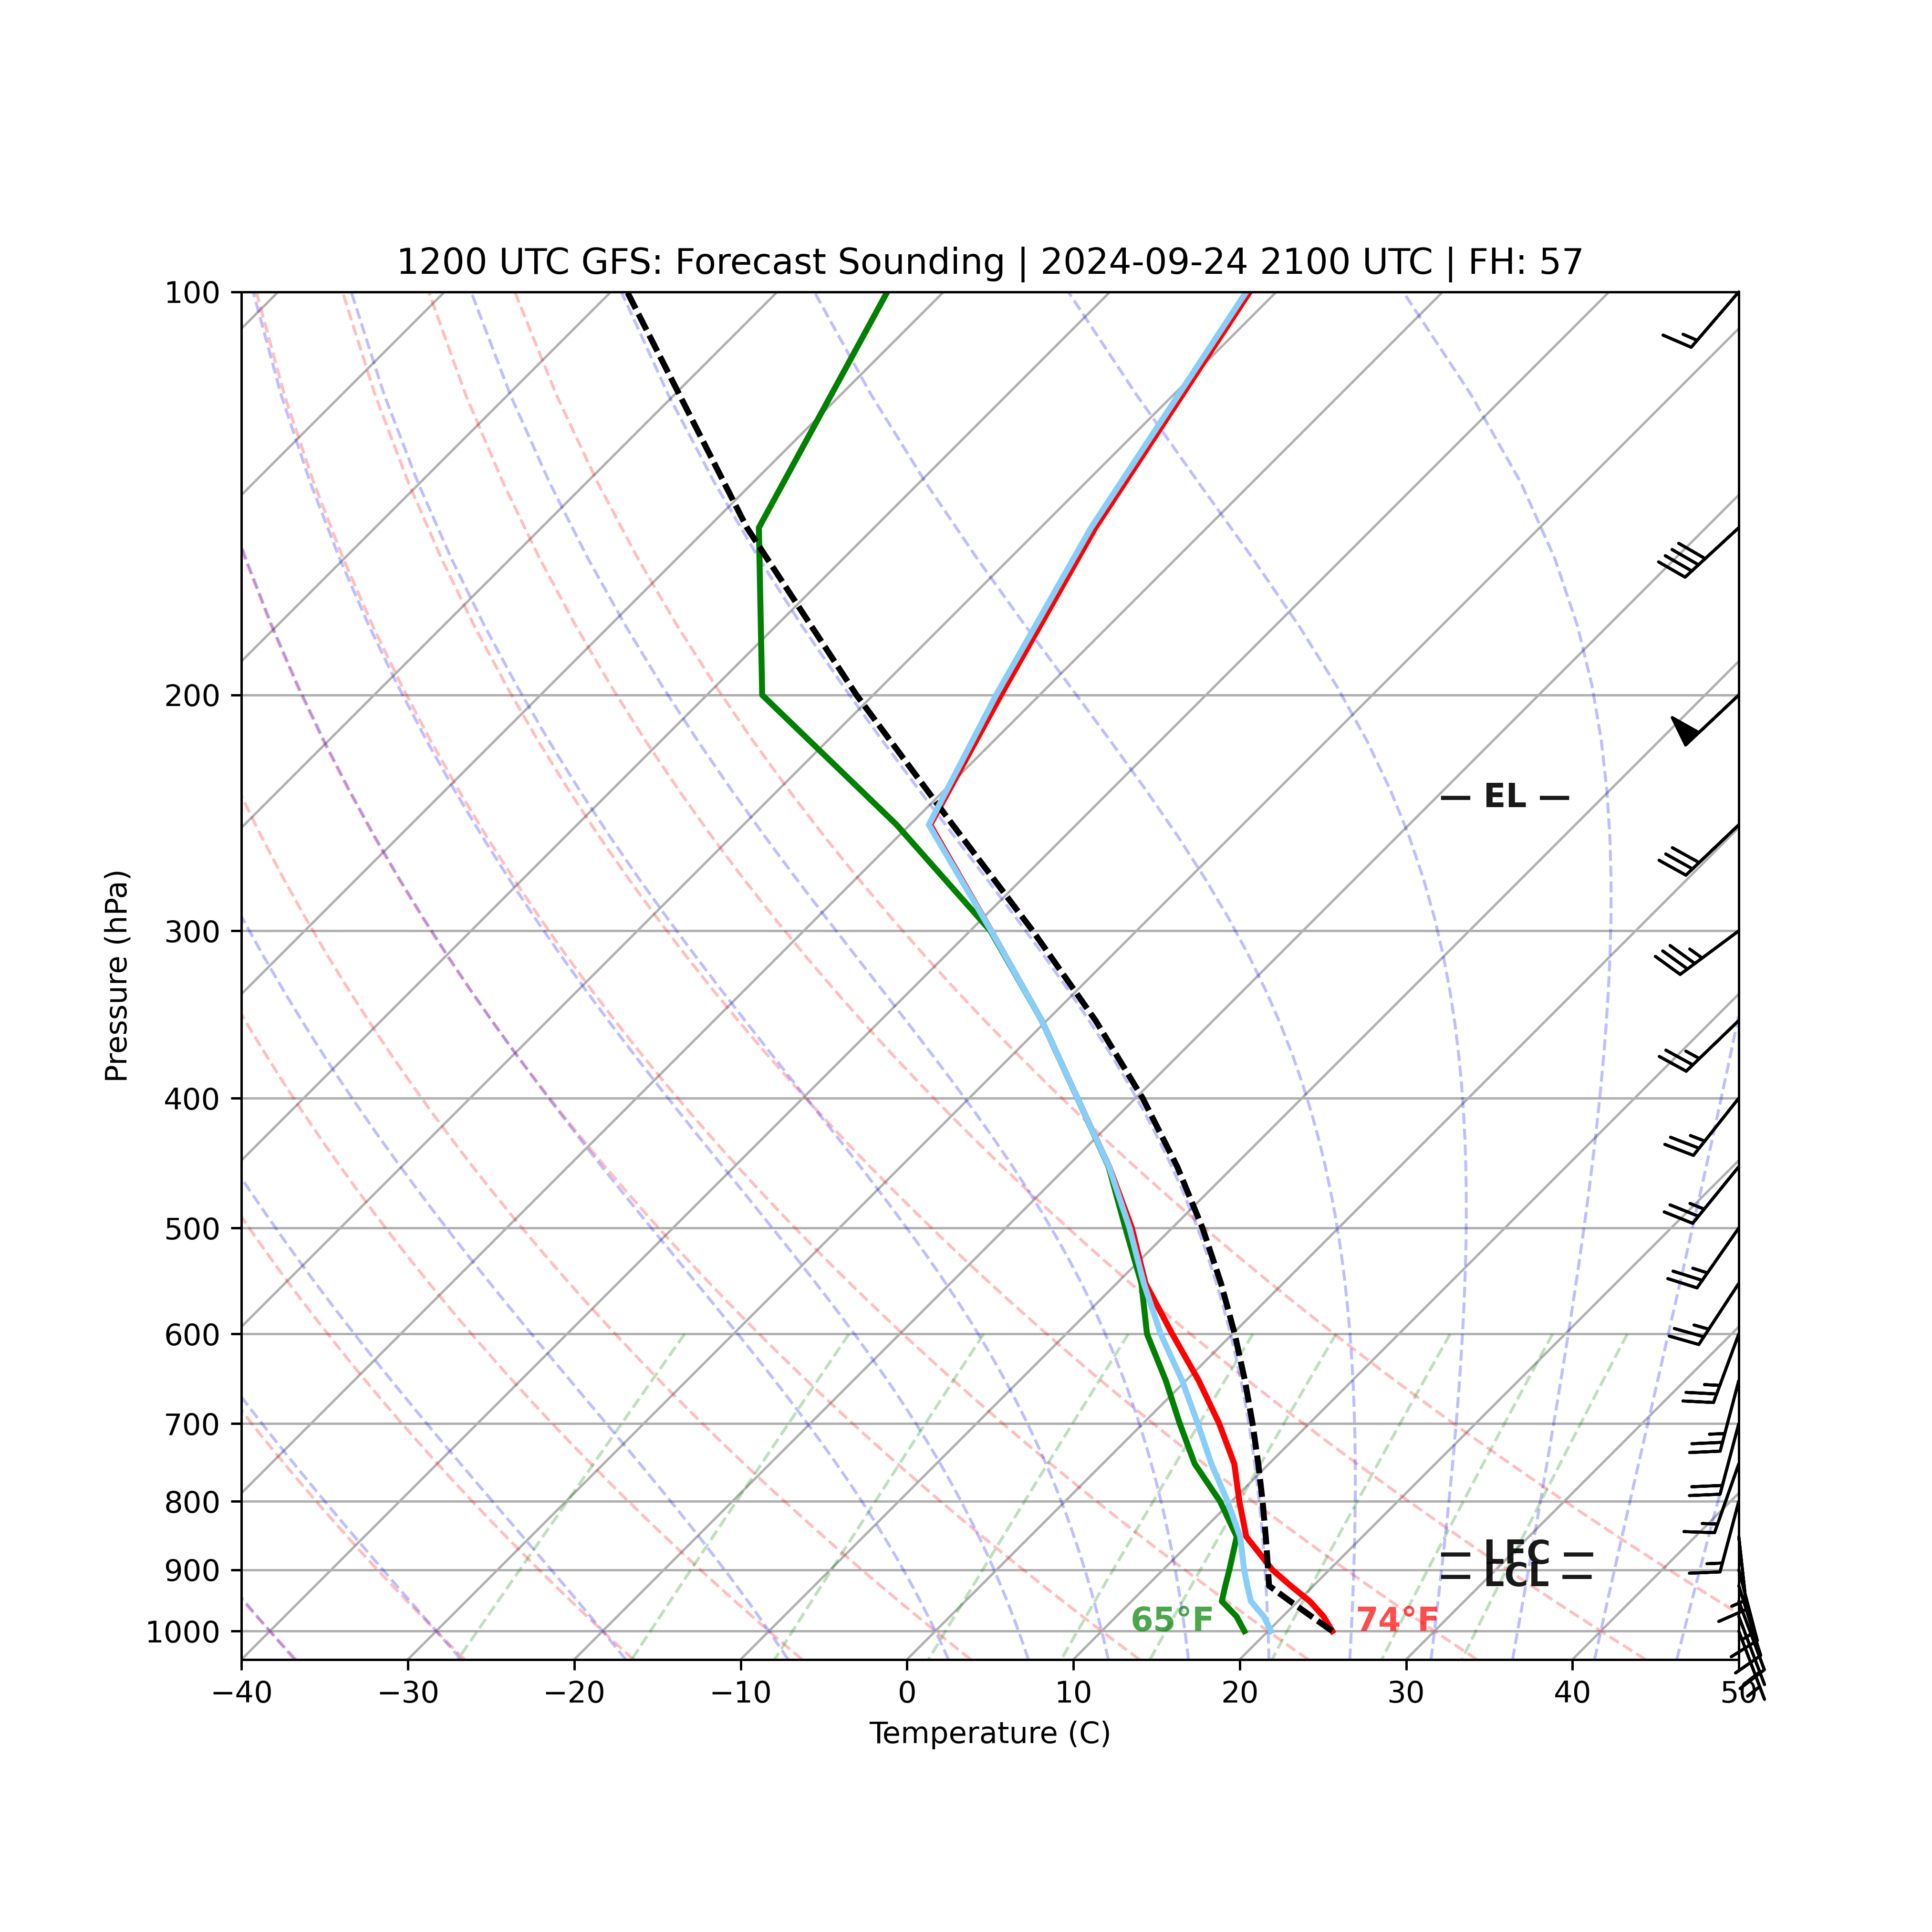 1200 UTC GFS: Forecast Sounding | 2024-09-24 2100 UTC | FH: 57
100
200
— EL —
300
Pressure (hPa)
400
500
600
700
800
— LFC —
900
— LCL —
65°F
74°F
1000
−40 −30 −20 −10 0 10 20 30 40 50
Temperature (C)